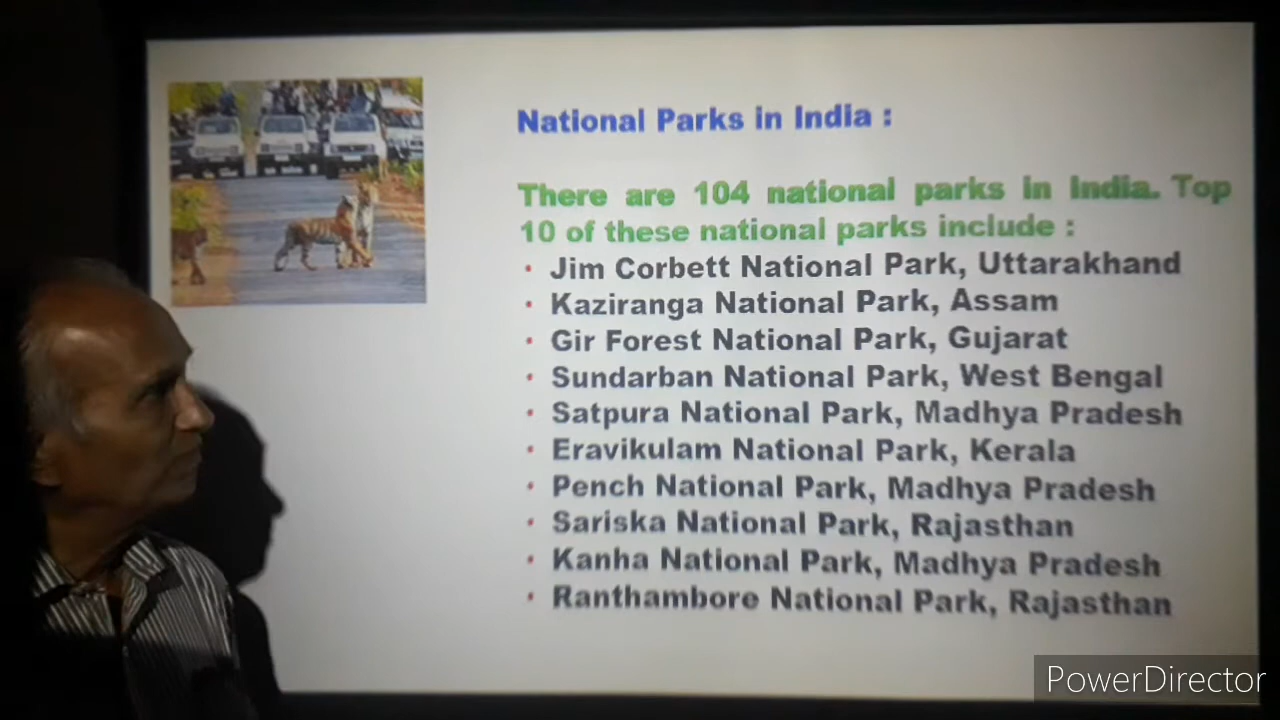 National Parks in India :
There are 104 national parks in India. Top
10 of these national parks include :
• Jim Corbett National Park, Uttarakhand
• Kaziranga National Park, Assam
• Gir Forest National Park, Gujarat
• Sundarban National Park, West Bengal
• Satpura National Park, Madhya Pradesh
• Eravikulam National Park, Kerala
• Pench National Park, Madhya Pradesh
• Sariska National Park, Rajasthan
• Kanha National Park, Madhya Pradesh
• Ranthambore National Park, Rajasthan
PowerDirector